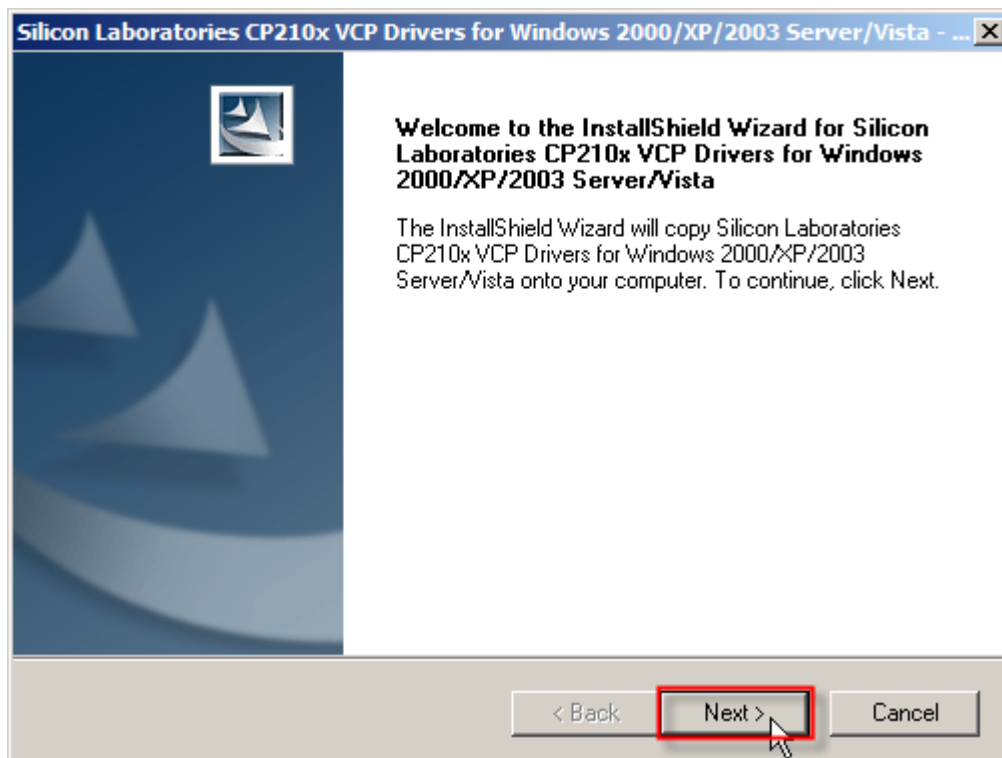 Silicon Laboratories CP210x VCP Drivers for Windows 2000/XP/2003 Server/Vista - ...
Welcome to the InstallShield Wizard for Silicon
Laboratories CP210x VCP Drivers for Windows
2000/XP/2003 Server/Vista
The InstallShield Wizard will copy Silicon Laboratories
CP210x VCP Drivers for Windows 2000/XP/2003
Server/Vista onto your computer. To continue, click Next.
< Back
Next >
Cancel